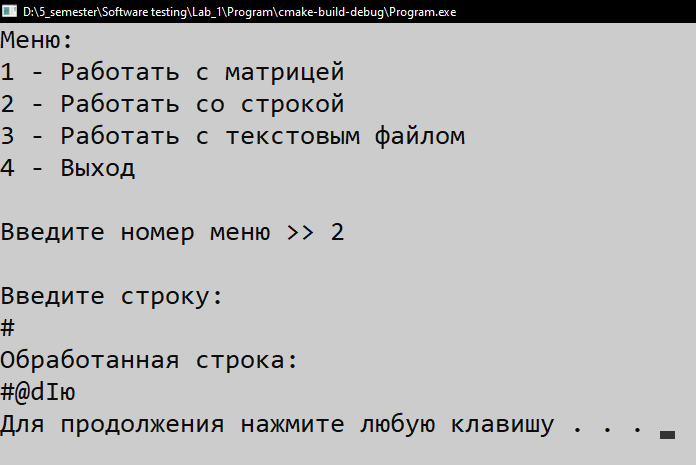 D:\5_semester\Software testing\Lab_1\Program\cmake-build-debug\Program.exe
Меню:
1 - Работать с матрицей
2 - Работать со строкой
3 - Работать с текстовым файлом
4 - Выход
Введите номер меню >> 2
Введите строку:
#
Обработанная строка:
#@dIю
Для продолжения нажмите любую клавишу . . .